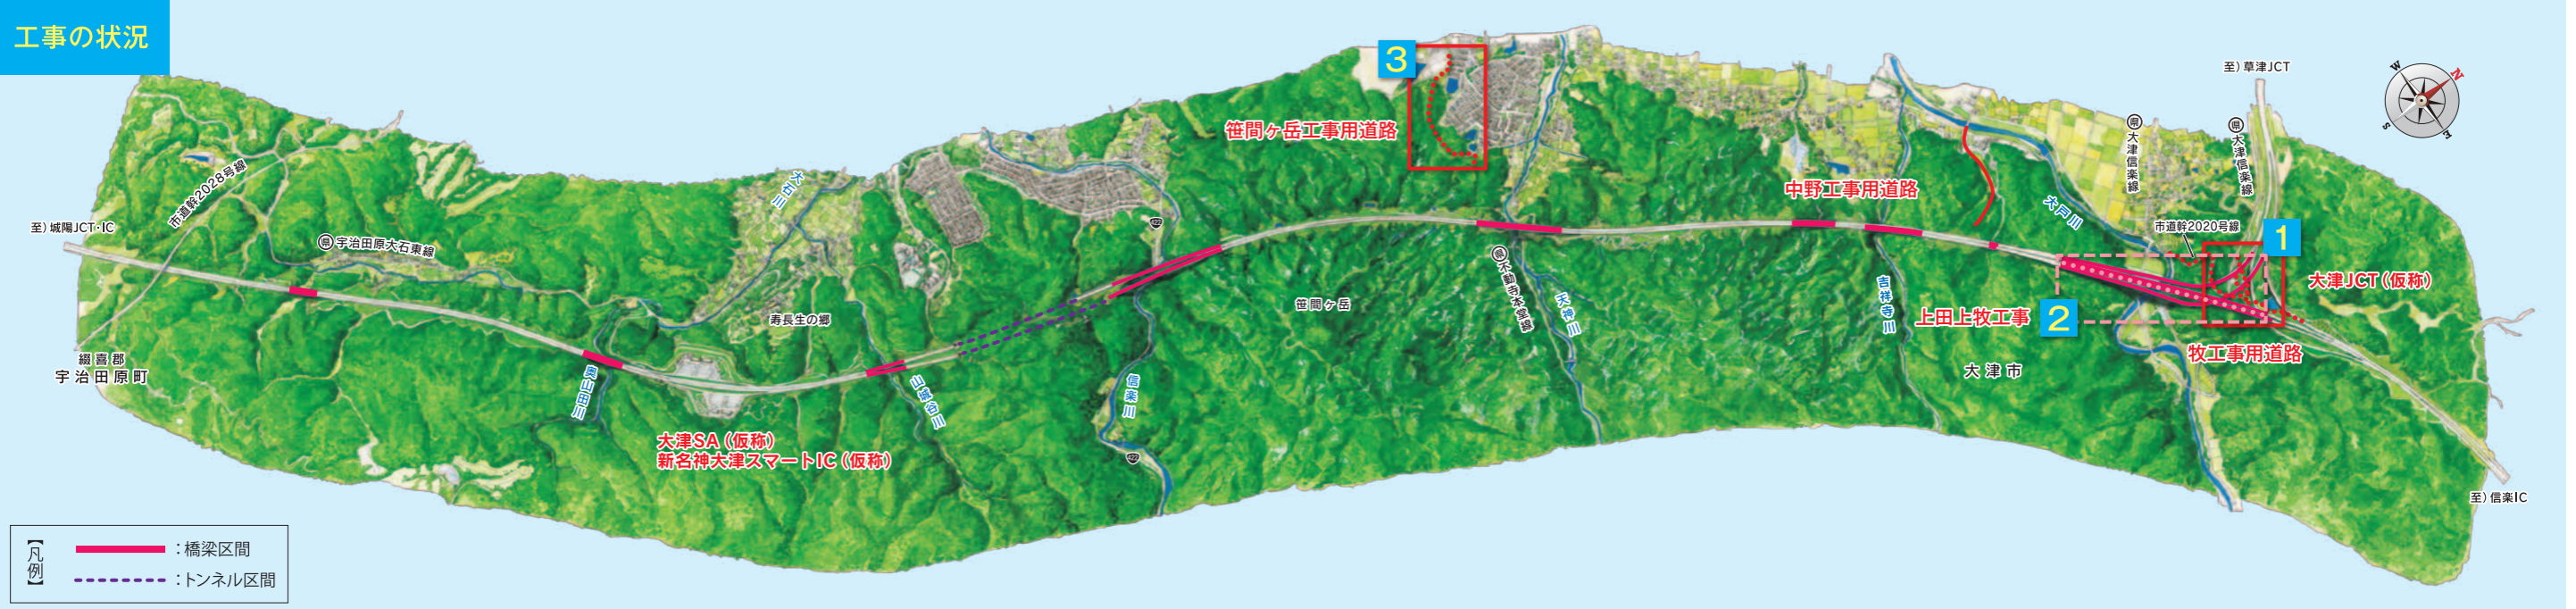 工事の状況
3
至）草津JCT
W
N
S
E
県 大津信楽線
県 大津信楽線
笹間ヶ岳工事用道路
市道幹2028号線
大石川
中野工事用道路
至）城陽JCT・IC
県 宇治田原大石東線
422
大戸川
市道幹2020号線
1
県 不動寺本堂線
大津JCT（仮称）
笹間ヶ岳
天神川
吉祥寺川
上田上牧工事
2
寿長生の郷
牧工事用道路
綴喜郡
宇治田原町
大津市
奥山田川
山城谷川
信楽川
大津SA（仮称）
新名神大津スマートIC（仮称）
422
至）信楽IC
【凡例】
：橋梁区間
：トンネル区間